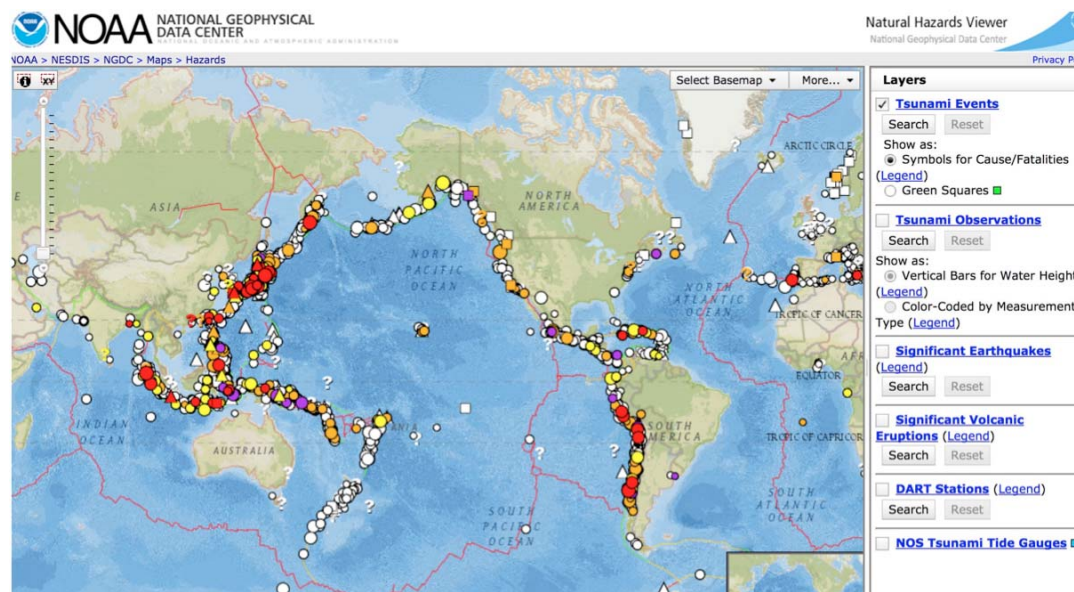 NOAA NATIONAL GEOPHYSICAL
DATA CENTER
NATIONAL OCEANIC AND ATMOSPHERIC ADMINISTRATION
Natural Hazards Viewer
National Geophysical Data Center
NOAA > NESDIS > NGDC > Maps > Hazards
Privacy P
XY
Select Basemap
More...
ARCTIC CIRCLE
ASIA
NORTH
AMERICA
NORTH
PACIFIC
OCEAN
NORTH
ATLANTIC
OCEAN
TROPIC OF CANCER
AF
EQUATOR
INDIAN
OCEAN
AUSTRALIA
SOUTH
AMERICA
TROPIC OF CAPRICOR
SOUTH
PACIFIC
OCEAN
SOUTH
ATLANTIC
OCEAN
Layers
Tsunami Events
Search Reset
Show as:
Symbols for Cause/Fatalities
(Legend)
Green Squares
Tsunami Observations
Search Reset
Show as:
Vertical Bars for Water Height
(Legend)
Color-Coded by Measurement
Type (Legend)
Significant Earthquakes
(Legend)
Search Reset
Significant Volcanic
Eruptions (Legend)
Search Reset
DART Stations (Legend)
Search Reset
NOS Tsunami Tide Gauges